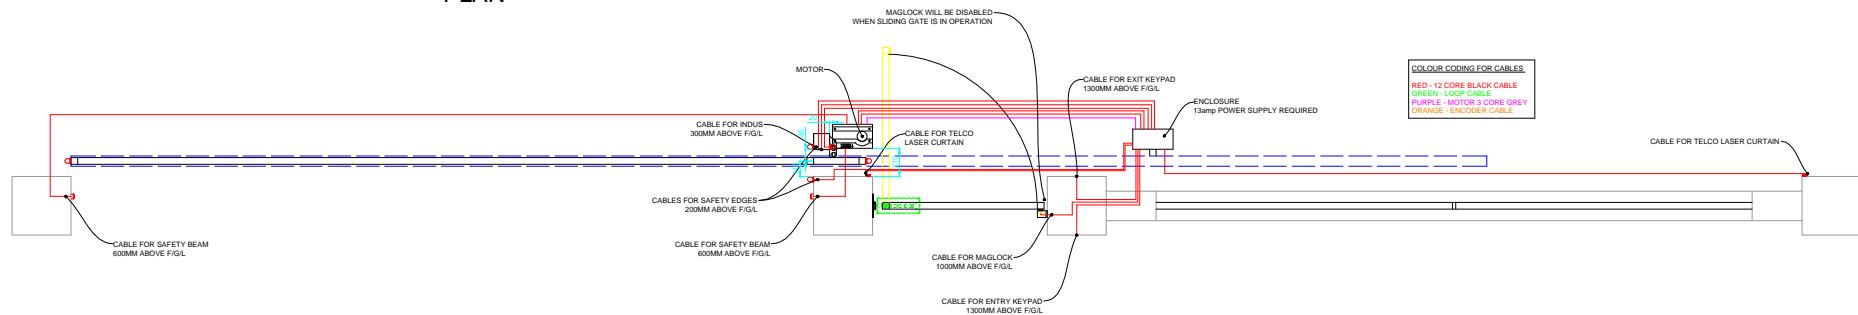 PLAN
MAGLOCK WILL BE DISABLED
WHEN SLIDING GATE IS IN OPERATION
MOTOR
CABLE FOR EXIT KEYPAD
1300MM ABOVE F/G/L
COLOUR CODING FOR CABLES
RED - 12 CORE BLACK CABLE
GREEN - LOOP CABLE
PURPLE - MOTOR 3 CORE GREY
ORANGE - ENCODER CABLE
ENCLOSURE
13amp POWER SUPPLY REQUIRED
CABLE FOR INDUS
300MM ABOVE F/G/L
CABLE FOR TELCO
LASER CURTAIN
CABLE FOR TELCO LASER CURTAIN
CABLES FOR SAFETY EDGES
200MM ABOVE F/G/L
CABLE FOR SAFETY BEAM
600MM ABOVE F/G/L
CABLE FOR SAFETY BEAM
600MM ABOVE F/G/L
CABLE FOR MAGLOCK
1000MM ABOVE F/G/L
CABLE FOR ENTRY KEYPAD
1300MM ABOVE F/G/L